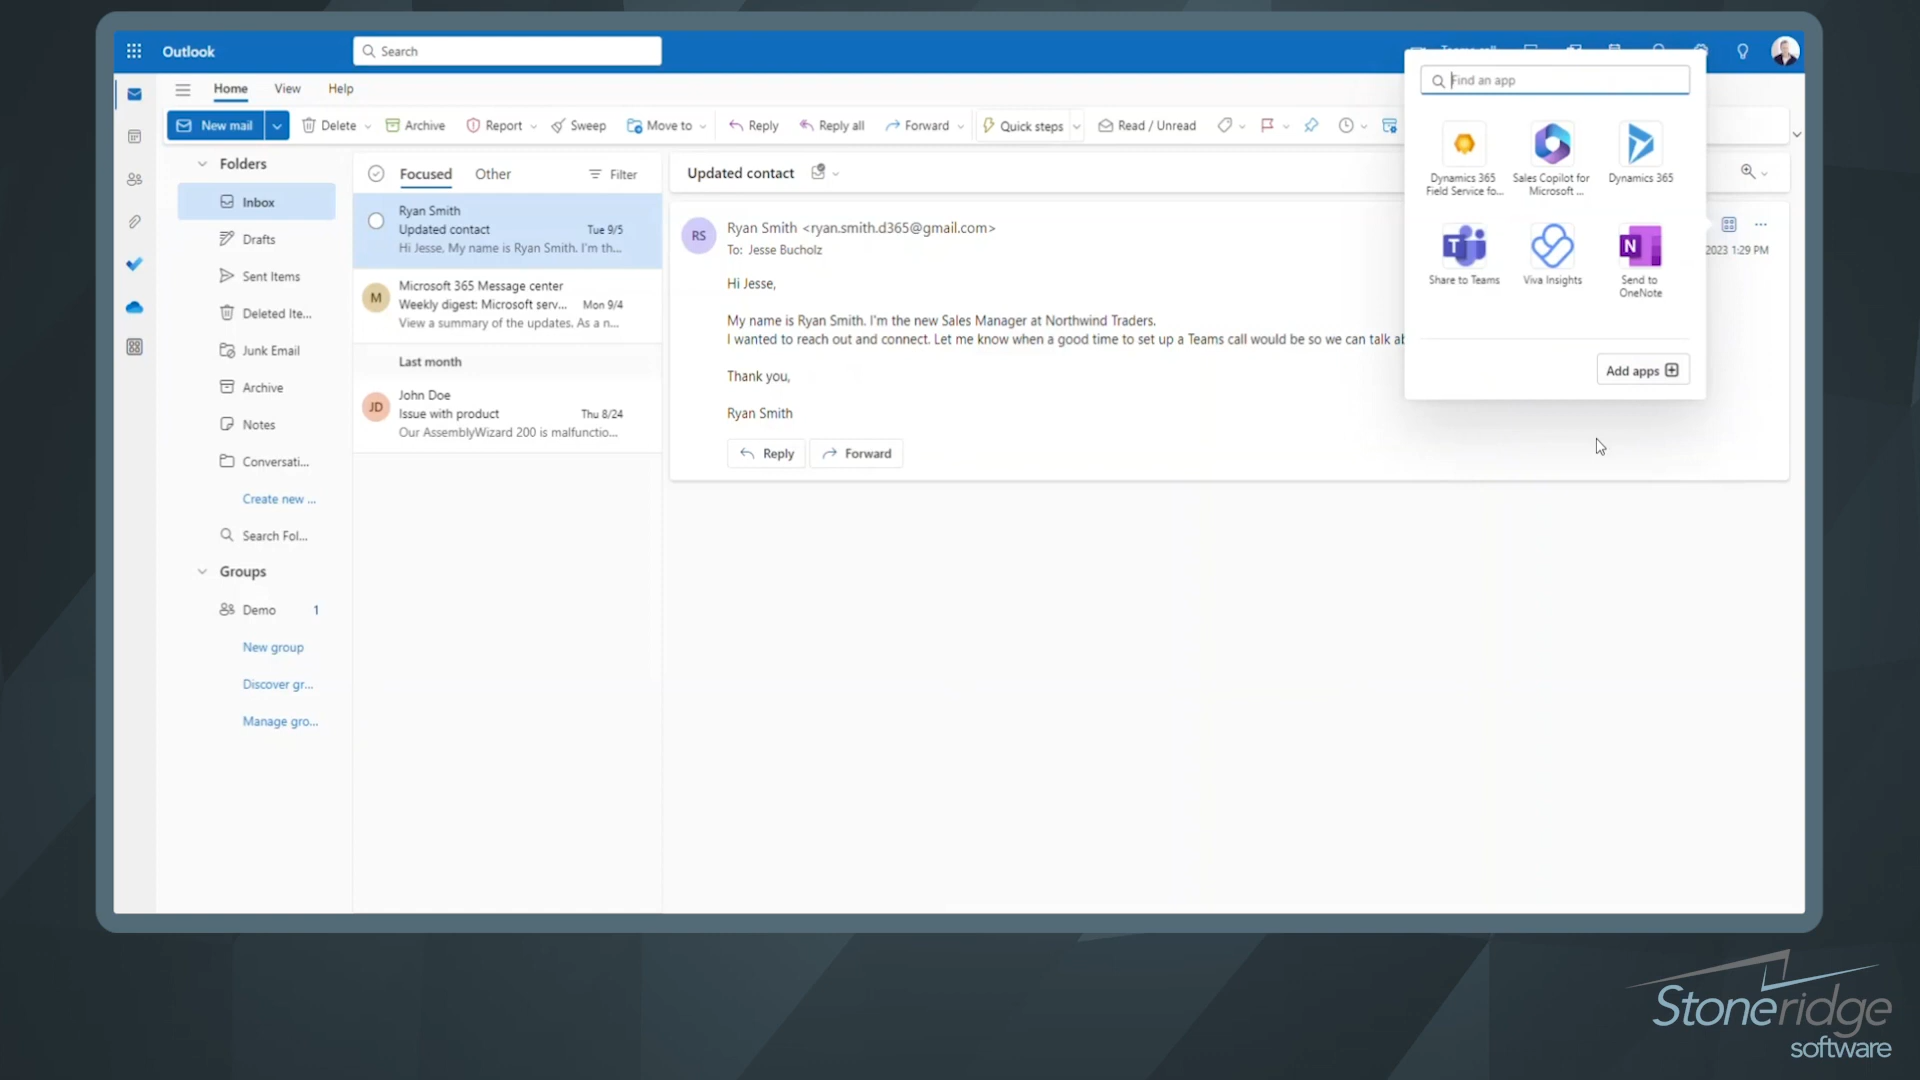 Outlook
Search
Find an app
Home View Help
New mail Delete Archive Report Sweep Move to Reply Reply all Forward Quick steps Read / Unread
Folders
Inbox
Drafts
Sent Items
Deleted Ite...
Junk Email
Archive
Notes
Conversati...
Create new ...
Search Fol...
Groups
Demo 1
New group
Discover gr...
Manage gro...
Focused Other Filter
Ryan Smith
Updated contact Tue 9/5
Hi Jesse, My name is Ryan Smith. I'm th...
M
Microsoft 365 Message center
Weekly digest: Microsoft serv... Mon 9/4
View a summary of the updates. As a n...
Last month
JD
John Doe
Issue with product Thu 8/24
Our AssemblyWizard 200 is malfunctio...
Updated contact
RS
Ryan Smith <ryan.smith.d365@gmail.com>
To: Jesse Bucholz
2023 1:29 PM
Hi Jesse,
My name is Ryan Smith. I'm the new Sales Manager at Northwind Traders.
I wanted to reach out and connect. Let me know when a good time to set up a Teams call would be so we can talk
Thank you,
Ryan Smith
Reply Forward
Dynamics 365
Field Service fo...
Sales Copilot for
Microsoft ...
Dynamics 365
Share to Teams
Viva Insights
N
Send to
OneNote
Add apps
Stoneridge
software